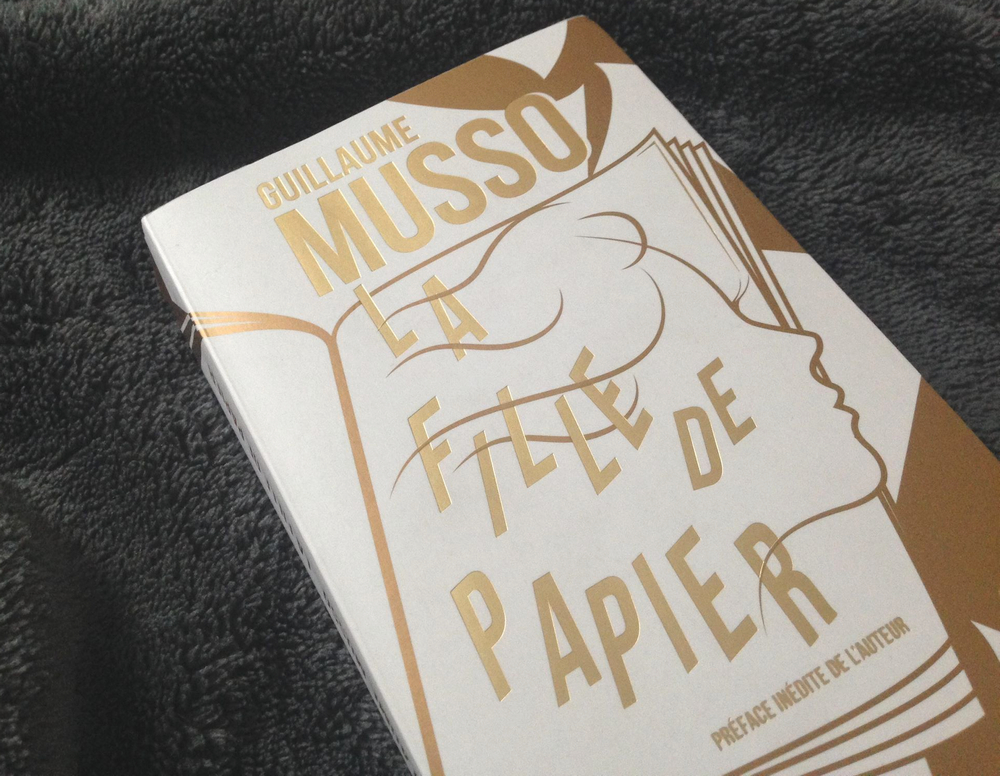 GUILLAUME
MUSSO
LA
FILLE DE
PAPIER
PRÉFACE INÉDITE DE L'AUTEUR